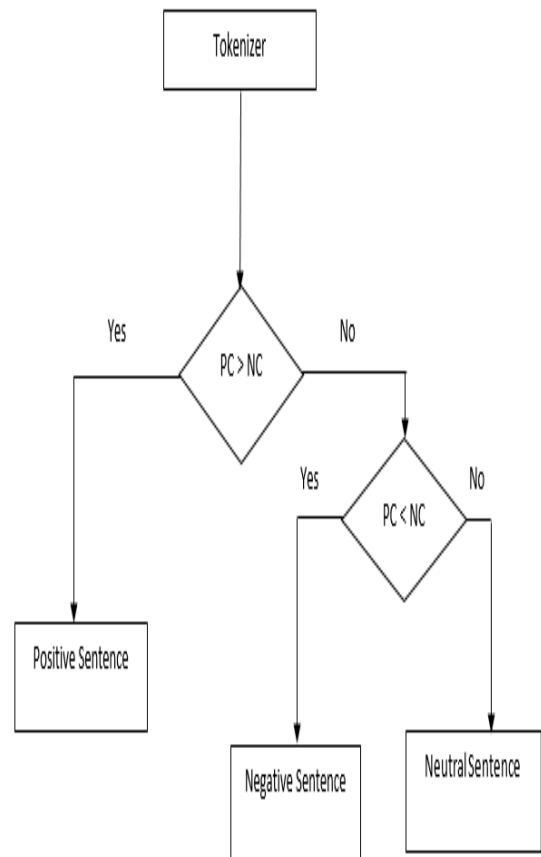 Tokenizer
Yes
No
PC > NC
Yes
No
PC < NC
Positive Sentence
Negative Sentence
Neutral Sentence